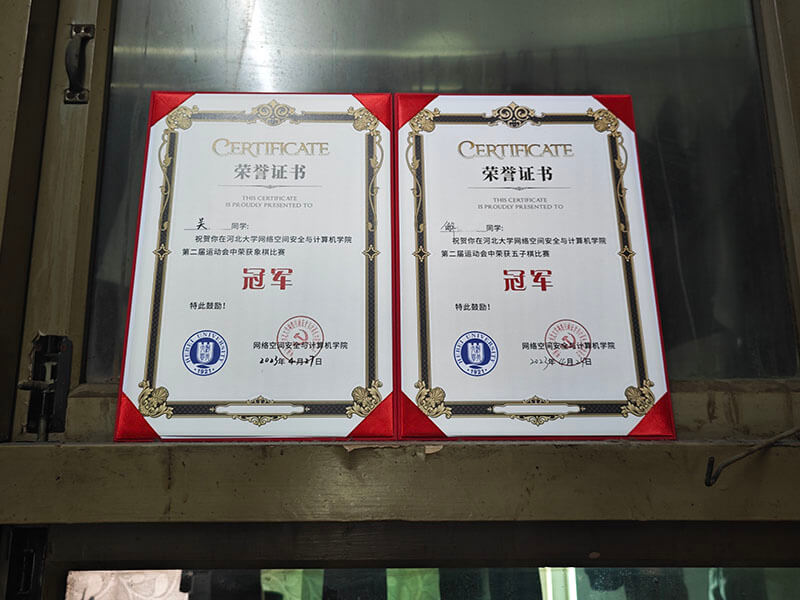 CERTIFICATE
荣誉证书
THIS CERTIFICATE
IS PROUDLY PRESENTED TO
吴 同学:
祝贺你在河北大学网络空间安全与计算机学院
第二届运动会中荣获象棋比赛
冠军
特此鼓励!
HEBEI UNIVERSITY
1921
网络空间安全与计算机学院
2023年4月27日
CERTIFICATE
荣誉证书
THIS CERTIFICATE
IS PROUDLY PRESENTED TO
同学:
祝贺你在河北大学网络空间安全与计算机学院
第二届运动会中荣获五子棋比赛
冠军
特此鼓励!
HEBEI UNIVERSITY
1921
网络空间安全与计算机学院
2023年4月27日